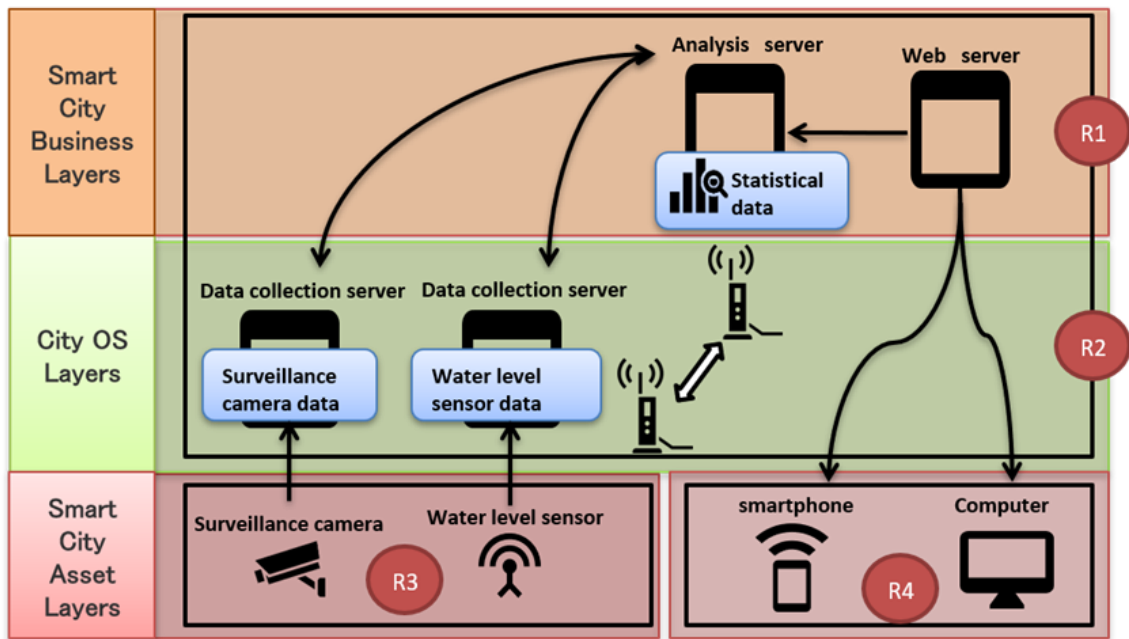 Smart
City
Business
Layers
Analysis server
Web server
R1
Statistical
data
City OS
Layers
Data collection server
Data collection server
R2
Surveillance
camera data
Water level
sensor data
Smart
City
Asset
Layers
Surveillance camera
Water level sensor
R3
smartphone
Computer
R4